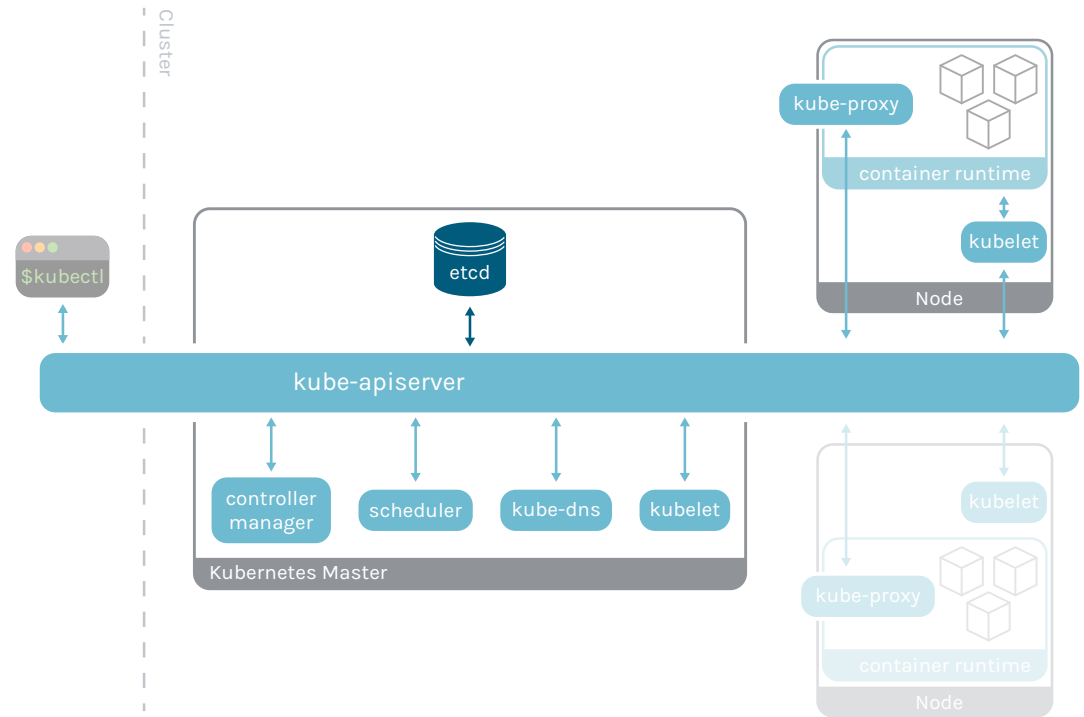 Cluster
kube-proxy
container runtime
kubelet
Node
etcd
$kubectl
kube-apiserver
controller
manager
scheduler
kube-dns
kubelet
Kubernetes Master
kubelet
kube-proxy
container runtime
Node